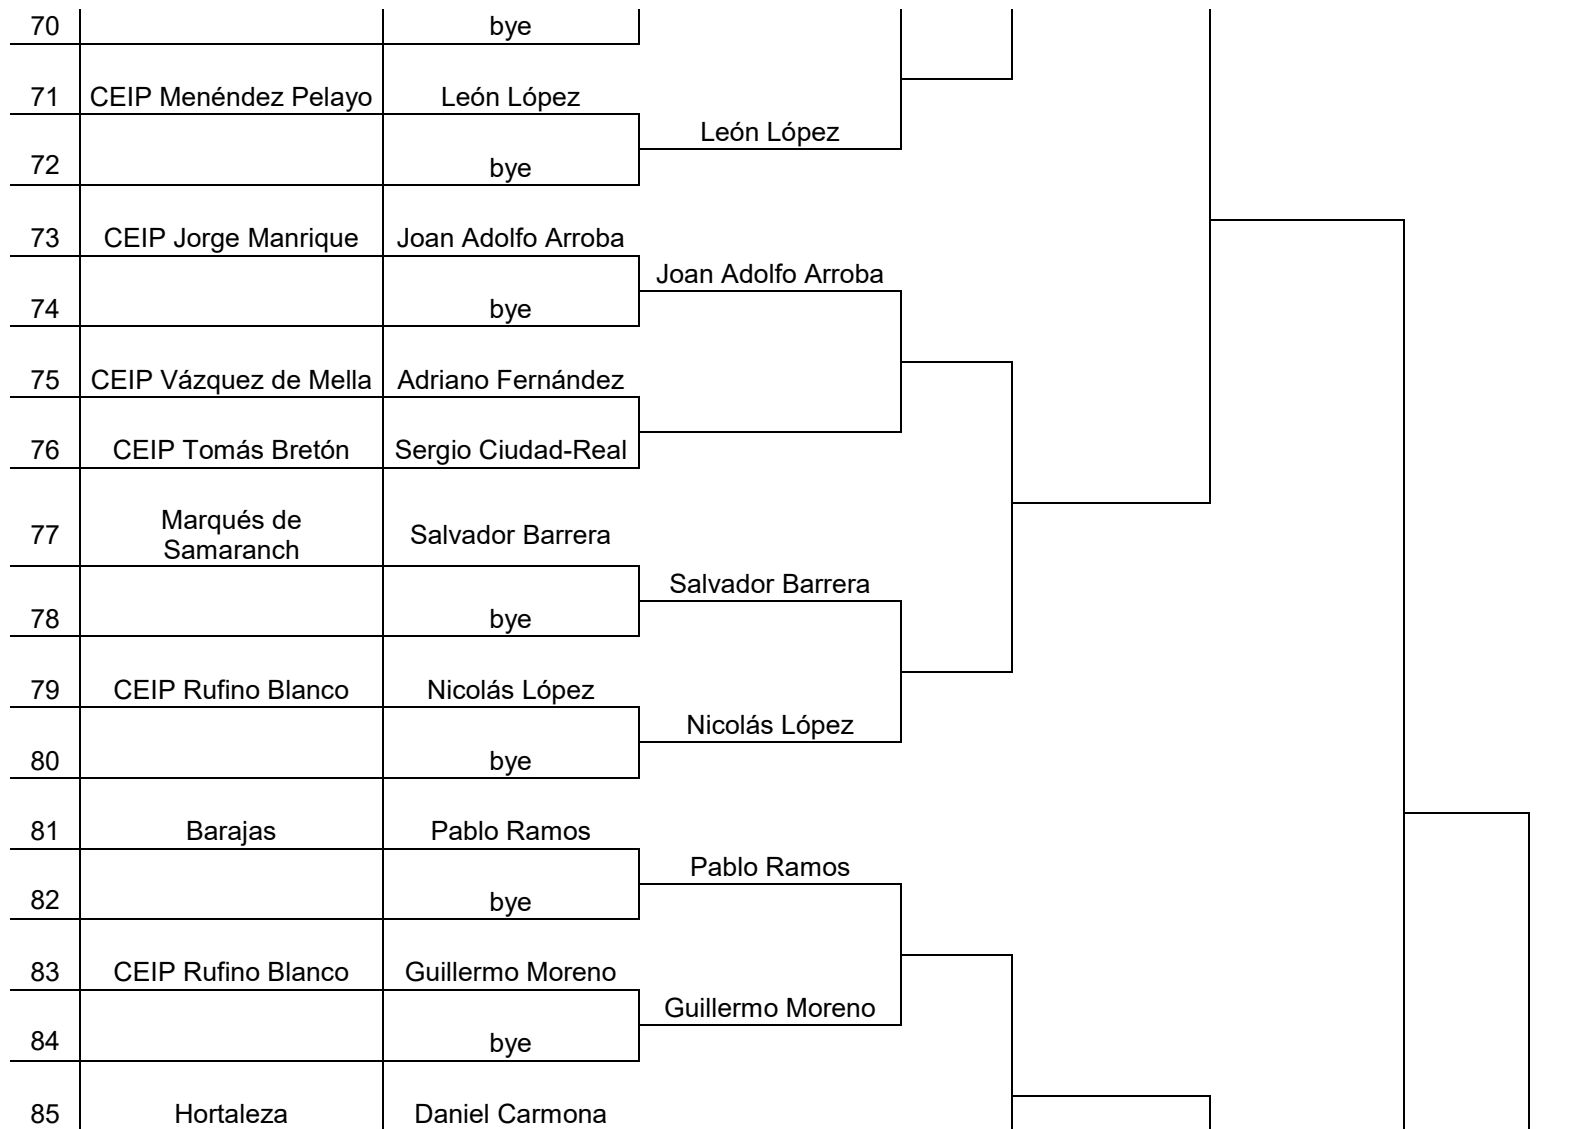 70 bye
71 CEIP Menéndez Pelayo León López
León López
72 bye
73 CEIP Jorge Manrique Joan Adolfo Arroba
Joan Adolfo Arroba
74 bye
75 CEIP Vázquez de Mella Adriano Fernández
76 CEIP Tomás Bretón Sergio Ciudad-Real
77 Marqués de
Samaranch Salvador Barrera
Salvador Barrera
78 bye
79 CEIP Rufino Blanco Nicolás López
Nicolás López
80 bye
81 Barajas Pablo Ramos
Pablo Ramos
82 bye
83 CEIP Rufino Blanco Guillermo Moreno
Guillermo Moreno
84 bye
85 Hortaleza Daniel Carmona